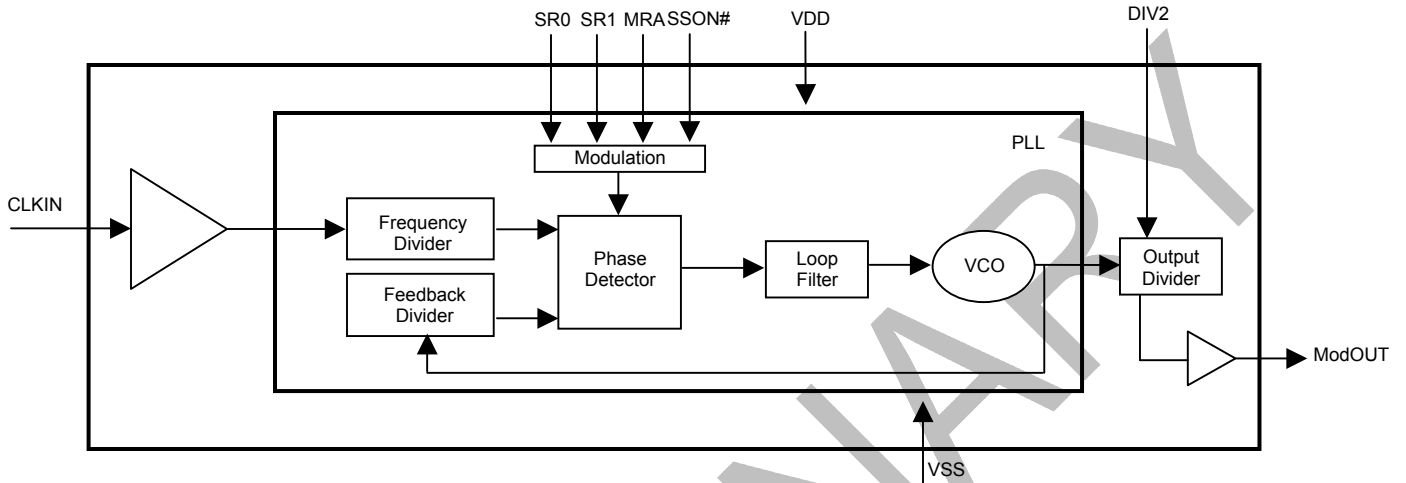 SR0 SR1 MRA SSON# VDD DIV2
PLL
Modulation
CLKIN
Frequency
Divider
Phase
Detector
Loop
Filter
VCO
Output
Divider
Feedback
Divider
ModOUT
VSS
NARY